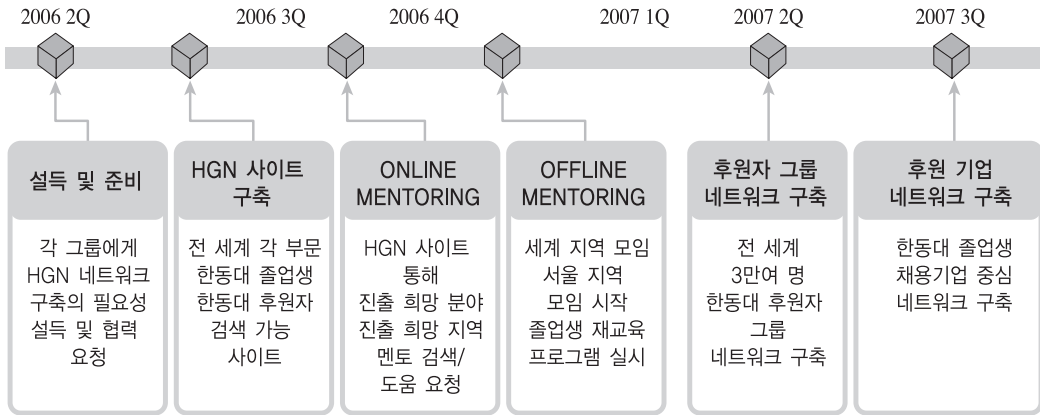 2006 2Q
2006 3Q
2006 4Q
2007 1Q
2007 2Q
2007 3Q
설득 및 준비
각 그룹에게
HGN 네트워크
구축의 필요성
설득 및 협력
요청
HGN 사이트
구축
전 세계 각 부문
한동대 졸업생
한동대 후원자
검색 가능
사이트
ONLINE
MENTORING
HGN 사이트
통해
진출 희망 분야
진출 희망 지역
멘토 검색/
도움 요청
OFFLINE
MENTORING
세계 지역 모임
서울 지역
모임 시작
졸업생 재교육
프로그램 실시
후원자 그룹
네트워크 구축
전 세계
3만여 명
한동대 후원자
그룹
네트워크 구축
후원 기업
네트워크 구축
한동대 졸업생
채용기업 중심
네트워크 구축